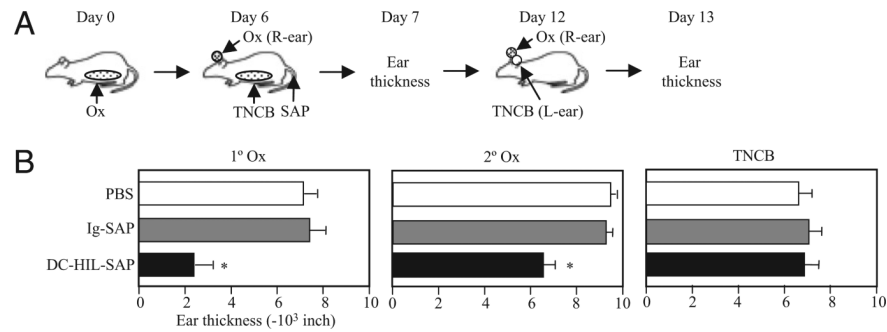 A
Day 0 Day 6 Day 7 Day 12 Day 13
Ox (R-ear) Ox (R-ear)
Ear
thickness
Ear
thickness
Ox TNCB SAP TNCB (L-ear)
B
1º Ox 2º Ox TNCB
PBS
Ig-SAP
DC-HIL-SAP * *
0 2 4 6 8 10 0 2 4 6 8 10 0 2 4 6 8 10
Ear thickness (-10³ inch)